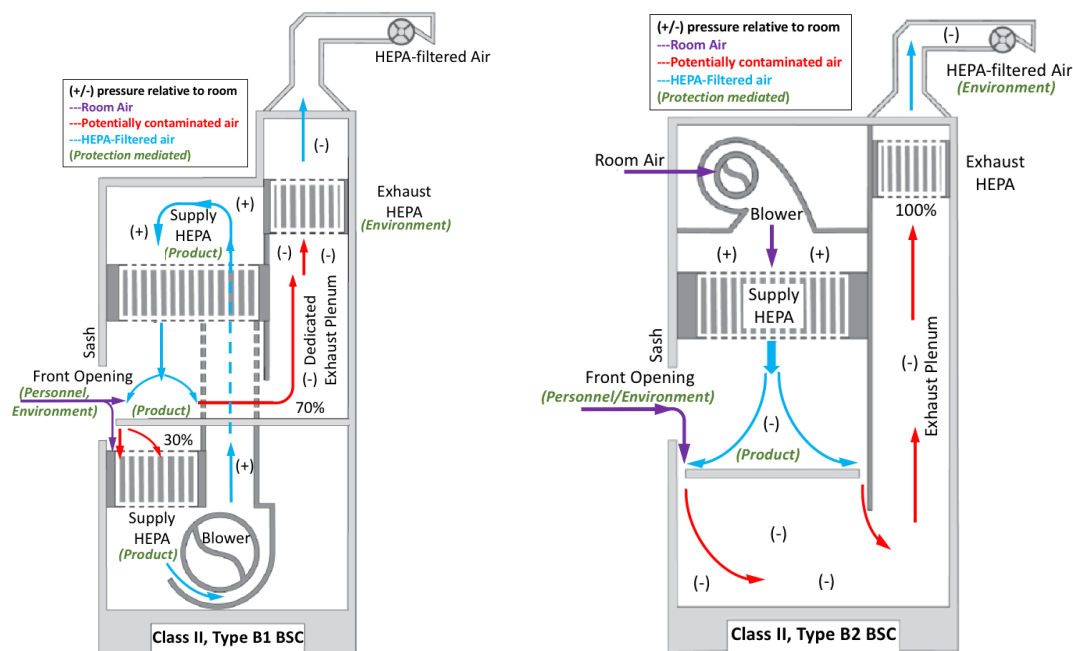 (+/-) pressure relative to room
---Room Air
---Potentially contaminated air
---HEPA-Filtered air
(Protection mediated)
HEPA-filtered Air
(-)
Exhaust
HEPA
(Environment)
(+)
(+)
Supply
HEPA
(Product)
(-)
(-)
Dedicated
Exhaust Plenum
(-)
Sash
Front Opening
(Personnel,
Environment)
(Product)
70%
30%
(+)
Supply
HEPA
(Product)
Blower
Class II, Type B1 BSC
(+/-) pressure relative to room
---Room Air
---Potentially contaminated air
---HEPA-Filtered air
(Protection mediated)
(-)
HEPA-filtered Air
(Environment)
Room Air
Blower
Exhaust
HEPA
100%
(+)
(+)
Supply
HEPA
Sash
Front Opening
(Personnel/Environment)
(-)
(Product)
(-)
Exhaust Plenum
(-)
(-)
(-)
Class II, Type B2 BSC